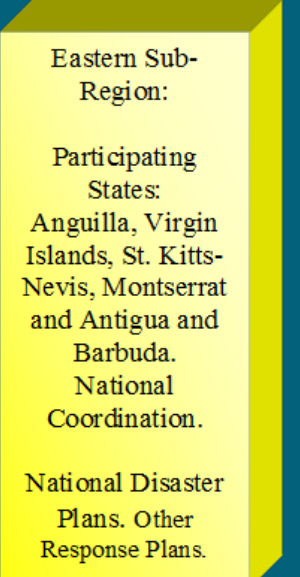 Eastern Sub-
Region:
Participating
States:
Anguilla, Virgin
Islands, St. Kitts-
Nevis, Montserrat
and Antigua and
Barbuda.
National
Coordination.
National Disaster
Plans. Other
Response Plans.